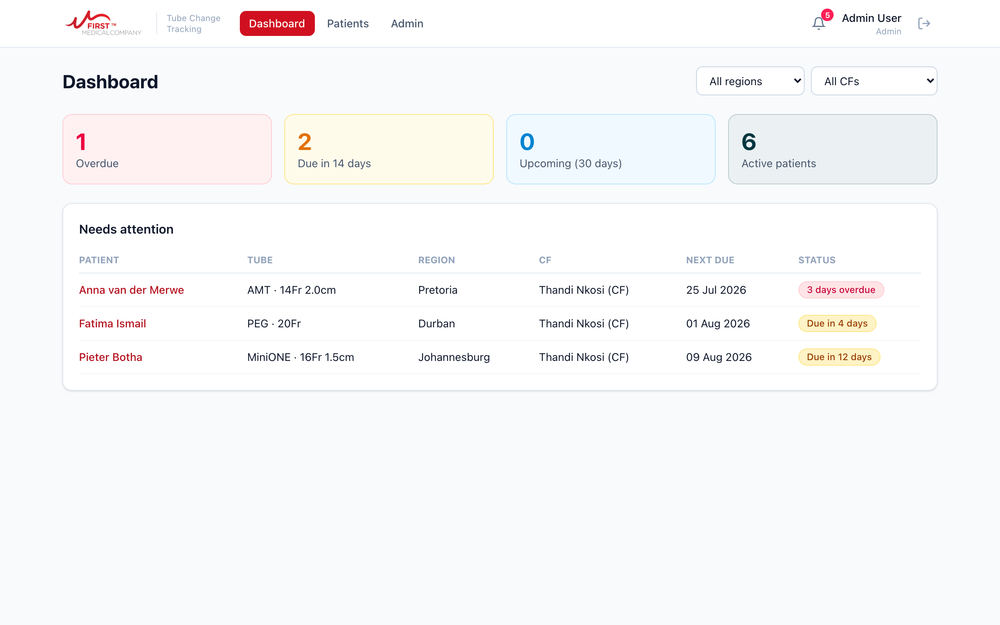 FIRST ™
MEDICALCOMPANY
Tube Change
Tracking
Dashboard
Patients
Admin
5
Admin User
Admin
Dashboard
All regions
All CFs
1
Overdue
2
Due in 14 days
0
Upcoming (30 days)
6
Active patients
Needs attention
PATIENT TUBE REGION CF NEXT DUE STATUS
Anna van der Merwe AMT · 14Fr 2.0cm Pretoria Thandi Nkosi (CF) 25 Jul 2026 3 days overdue
Fatima Ismail PEG · 20Fr Durban Thandi Nkosi (CF) 01 Aug 2026 Due in 4 days
Pieter Botha MiniONE · 16Fr 1.5cm Johannesburg Thandi Nkosi (CF) 09 Aug 2026 Due in 12 days